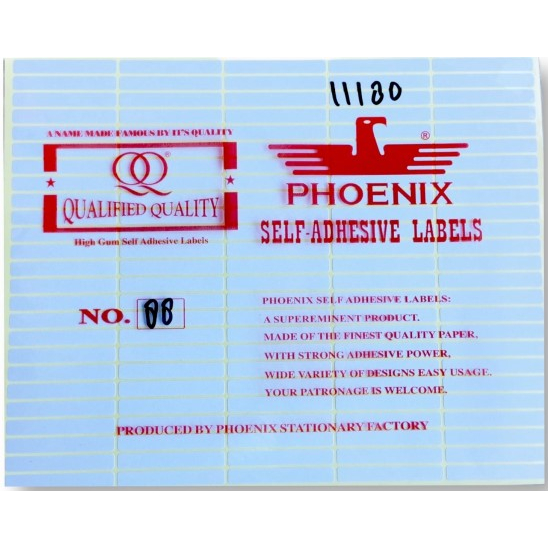 11180
A NAME MADE FAMOUS BY IT'S QUALITY
QQ®
QUALIFIED QUALITY
High Gum Self Adhesive Labels
®
PHOENIX
SELF-ADHESIVE LABELS
NO.
PHOENIX SELF ADHESIVE LABELS:
A SUPEREMINENT PRODUCT.
MADE OF THE FINEST QUALITY PAPER,
WITH STRONG ADHESIVE POWER,
WIDE VARIETY OF DESIGNS EASY USAGE.
YOUR PATRONAGE IS WELCOME.
PRODUCED BY PHOENIX STATIONARY FACTORY